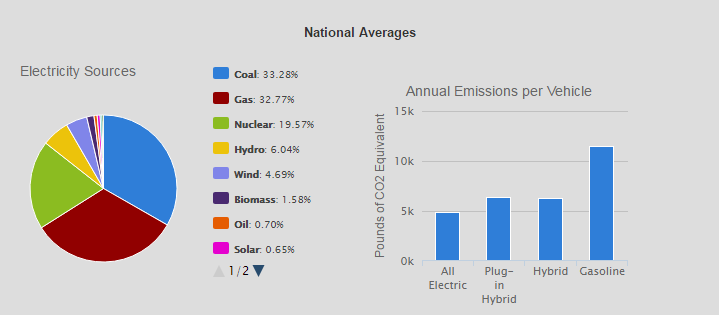 National Averages
Electricity Sources
Coal: 33.28%
Gas: 32.77%
Nuclear: 19.57%
Hydro: 6.04%
Wind: 4.69%
Biomass: 1.58%
Oil: 0.70%
Solar: 0.65%
1/2
Annual Emissions per Vehicle
Pounds of CO2 Equivalent
15k
10k
5k
0k
All
Electric
Plug-
in
Hybrid
Hybrid
Gasoline